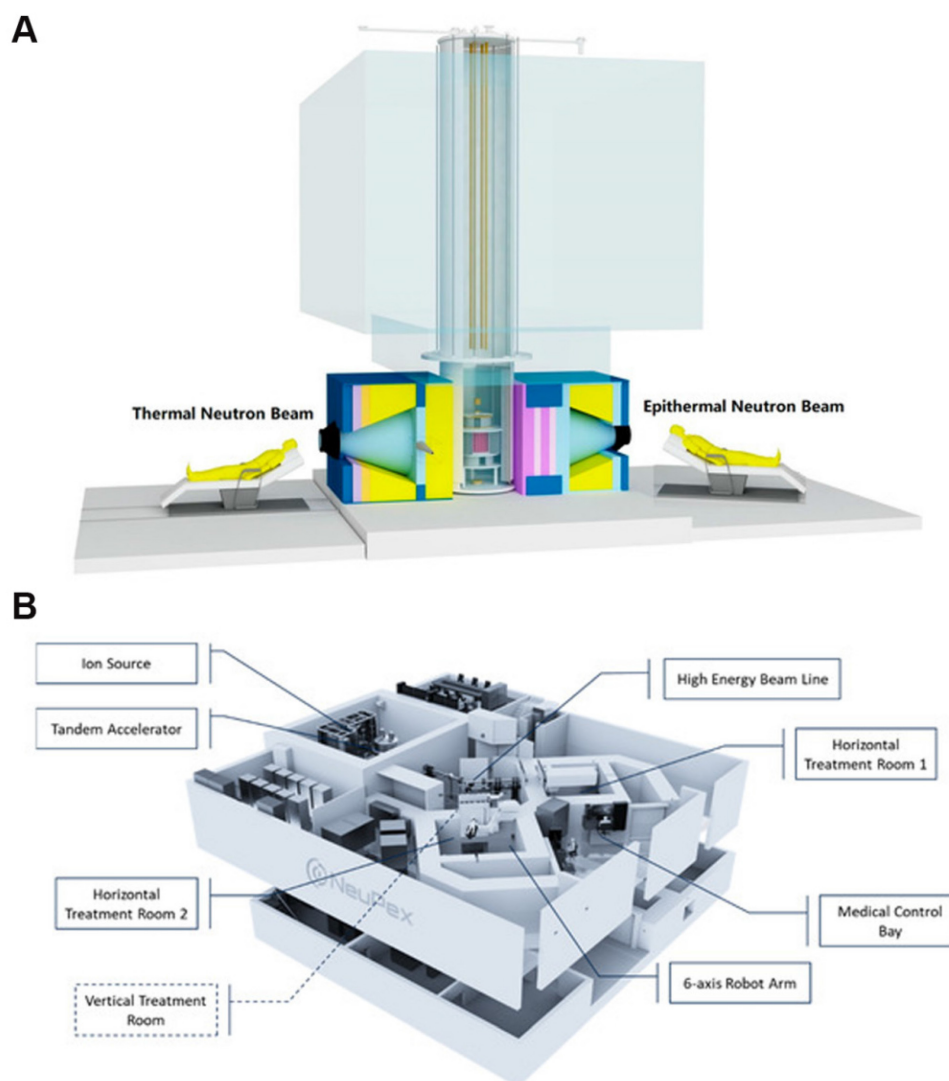 A
Thermal Neutron Beam
Epithermal Neutron Beam
B
Ion Source
High Energy Beam Line
Tandem Accelerator
Horizontal
Treatment Room 1
NeuPex
Horizontal
Treatment Room 2
Medical Control
Bay
Vertical Treatment
Room
6-axis Robot Arm